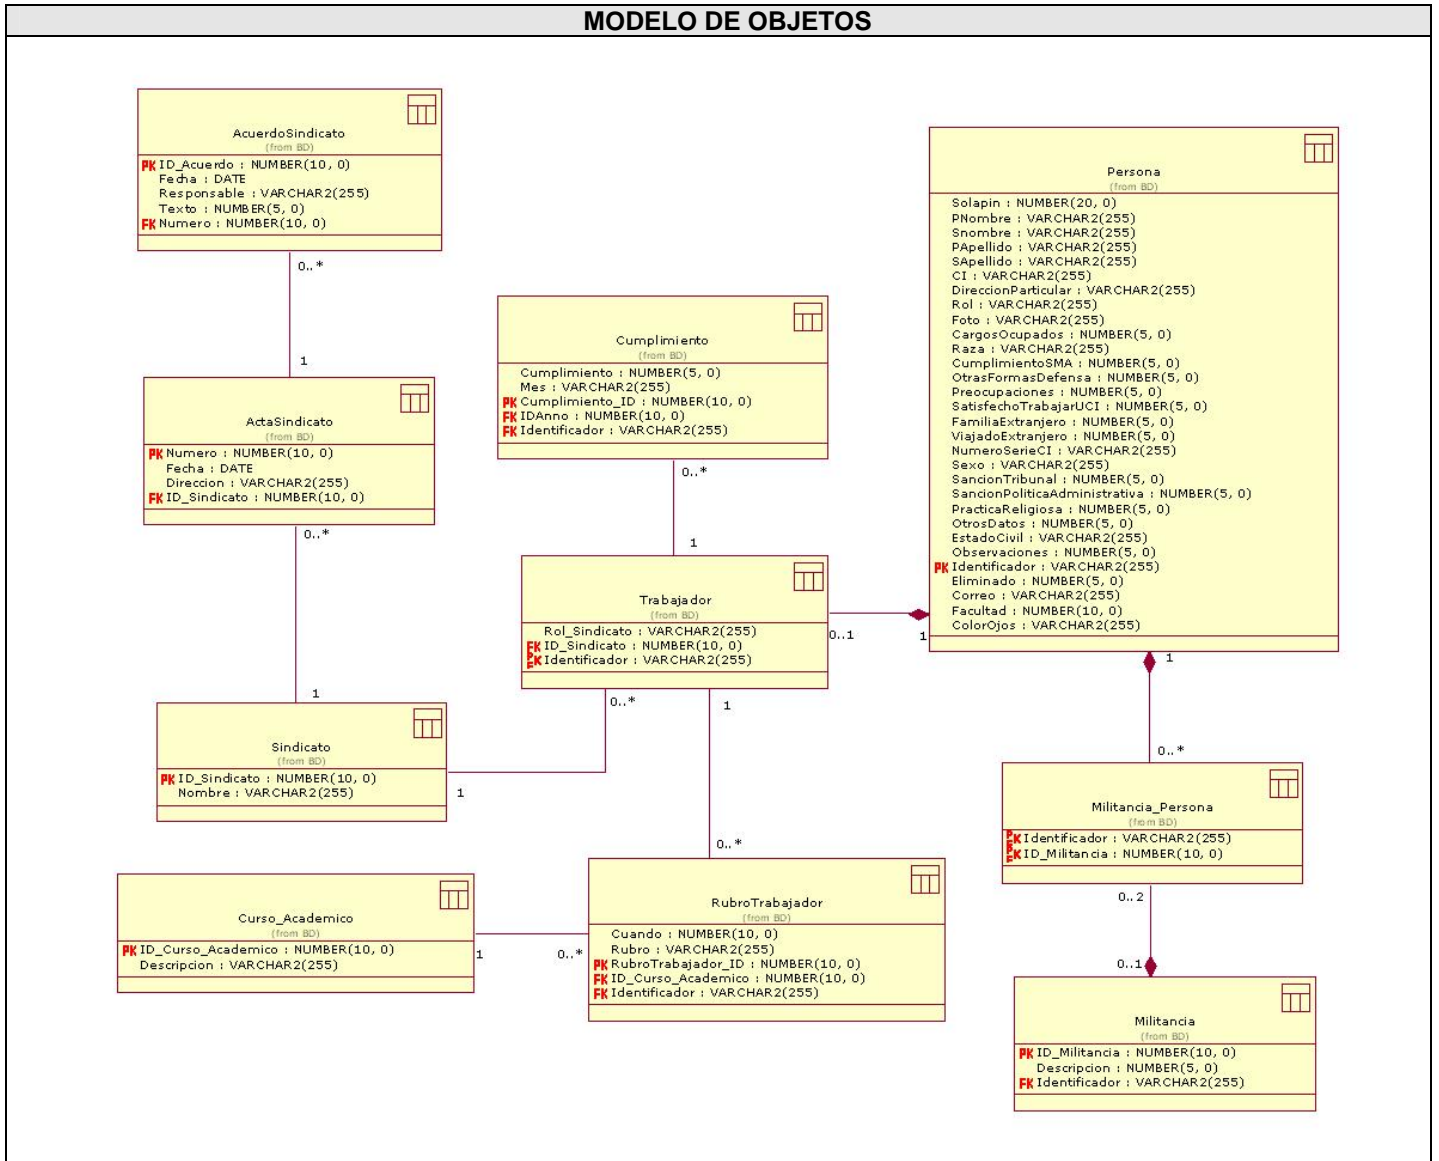 MODELO DE OBJETOS
AcuerdoSindicato
(from BD)
PK ID_Acuerdo : NUMBER(10, 0)
Fecha : DATE
Responsable : VARCHAR2(255)
Texto : NUMBER(5, 0)
FK Numero : NUMBER(10, 0)
0..*
1
ActaSindicato
(from BD)
PK Numero : NUMBER(10, 0)
Fecha : DATE
Direccion : VARCHAR2(255)
FK ID_Sindicato : NUMBER(10, 0)
0..*
1
Sindicato
(from BD)
PK ID_Sindicato : NUMBER(10, 0)
Nombre : VARCHAR2(255)
1
Cumplimiento
(from BD)
Cumplimiento : NUMBER(5, 0)
Mes : VARCHAR2(255)
PK Cumplimiento_ID : NUMBER(10, 0)
FK IDAnno : NUMBER(10, 0)
FK Identificador : VARCHAR2(255)
0..*
1
Trabajador
(from BD)
Rol_Sindicato : VARCHAR2(255)
FK ID_Sindicato : NUMBER(10, 0)
PFK Identificador : VARCHAR2(255)
0..1
1
0..*
1
0..*
Persona
(from BD)
Solapin : NUMBER(20, 0)
PNombre : VARCHAR2(255)
Snombre : VARCHAR2(255)
PApellido : VARCHAR2(255)
SApellido : VARCHAR2(255)
CI : VARCHAR2(255)
DireccionParticular : VARCHAR2(255)
Rol : VARCHAR2(255)
Foto : VARCHAR2(255)
CargosOcupados : NUMBER(5, 0)
Raza : VARCHAR2(255)
CumplimientoSMA : NUMBER(5, 0)
OtrasFormasDefensa : NUMBER(5, 0)
Preocupaciones : NUMBER(5, 0)
SatisfechoTrabajarUCI : NUMBER(5, 0)
FamiliaExtranjero : NUMBER(5, 0)
ViajadoExtranjero : NUMBER(5, 0)
NumeroSerieCI : VARCHAR2(255)
Sexo : VARCHAR2(255)
SancionTribunal : NUMBER(5, 0)
SancionPoliticaAdministrativa : NUMBER(5, 0)
PracticaReligiosa : NUMBER(5, 0)
OtrosDatos : NUMBER(5, 0)
EstadoCivil : VARCHAR2(255)
Observaciones : NUMBER(5, 0)
PK Identificador : VARCHAR2(255)
Eliminado : NUMBER(5, 0)
Correo : VARCHAR2(255)
Facultad : NUMBER(10, 0)
ColorOjos : VARCHAR2(255)
1
0..*
Militancia_Persona
(from BD)
PFK Identificador : VARCHAR2(255)
PFK ID_Militancia : NUMBER(10, 0)
0..2
0..1
Militancia
(from BD)
PK ID_Militancia : NUMBER(10, 0)
Descripcion : NUMBER(5, 0)
FK Identificador : VARCHAR2(255)
Curso_Academico
(from BD)
PK ID_Curso_Academico : NUMBER(10, 0)
Descripcion : VARCHAR2(255)
1
0..*
RubroTrabajador
(from BD)
Cuando : NUMBER(10, 0)
Rubro : VARCHAR2(255)
PK RubroTrabajador_ID : NUMBER(10, 0)
FK ID_Curso_Academico : NUMBER(10, 0)
FK Identificador : VARCHAR2(255)